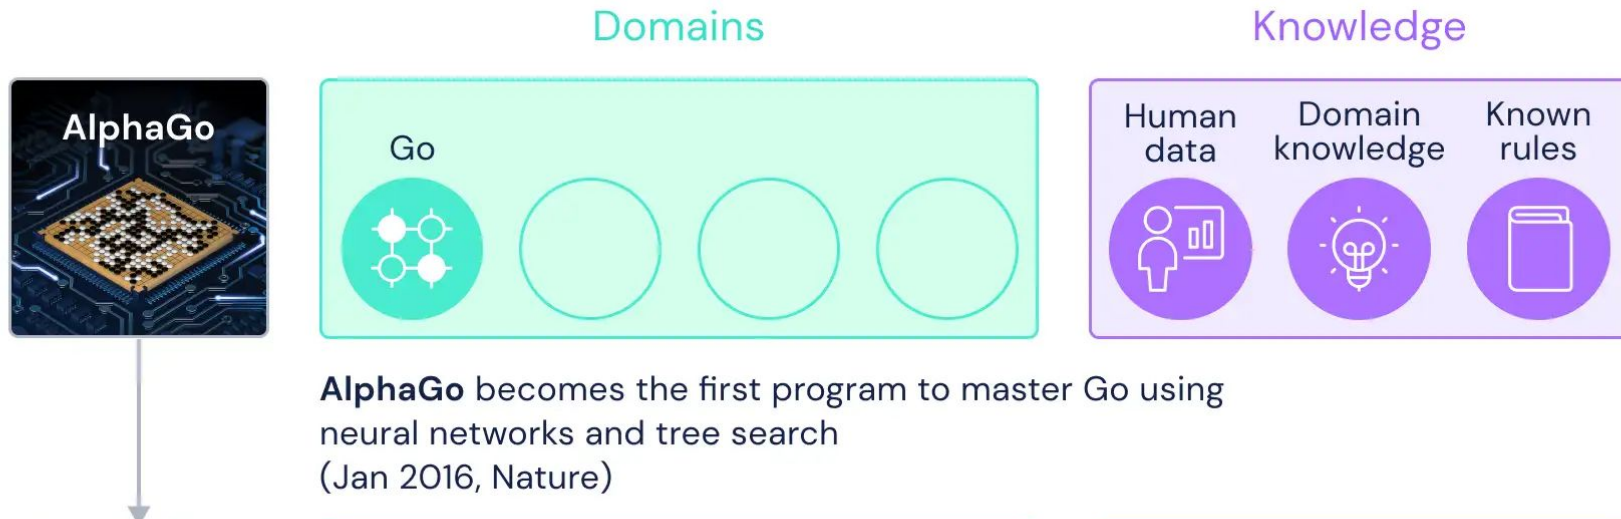 Domains
Knowledge
AlphaGo
Go
Human
data
Domain
knowledge
Known
rules
AlphaGo becomes the first program to master Go using
neural networks and tree search
(Jan 2016, Nature)